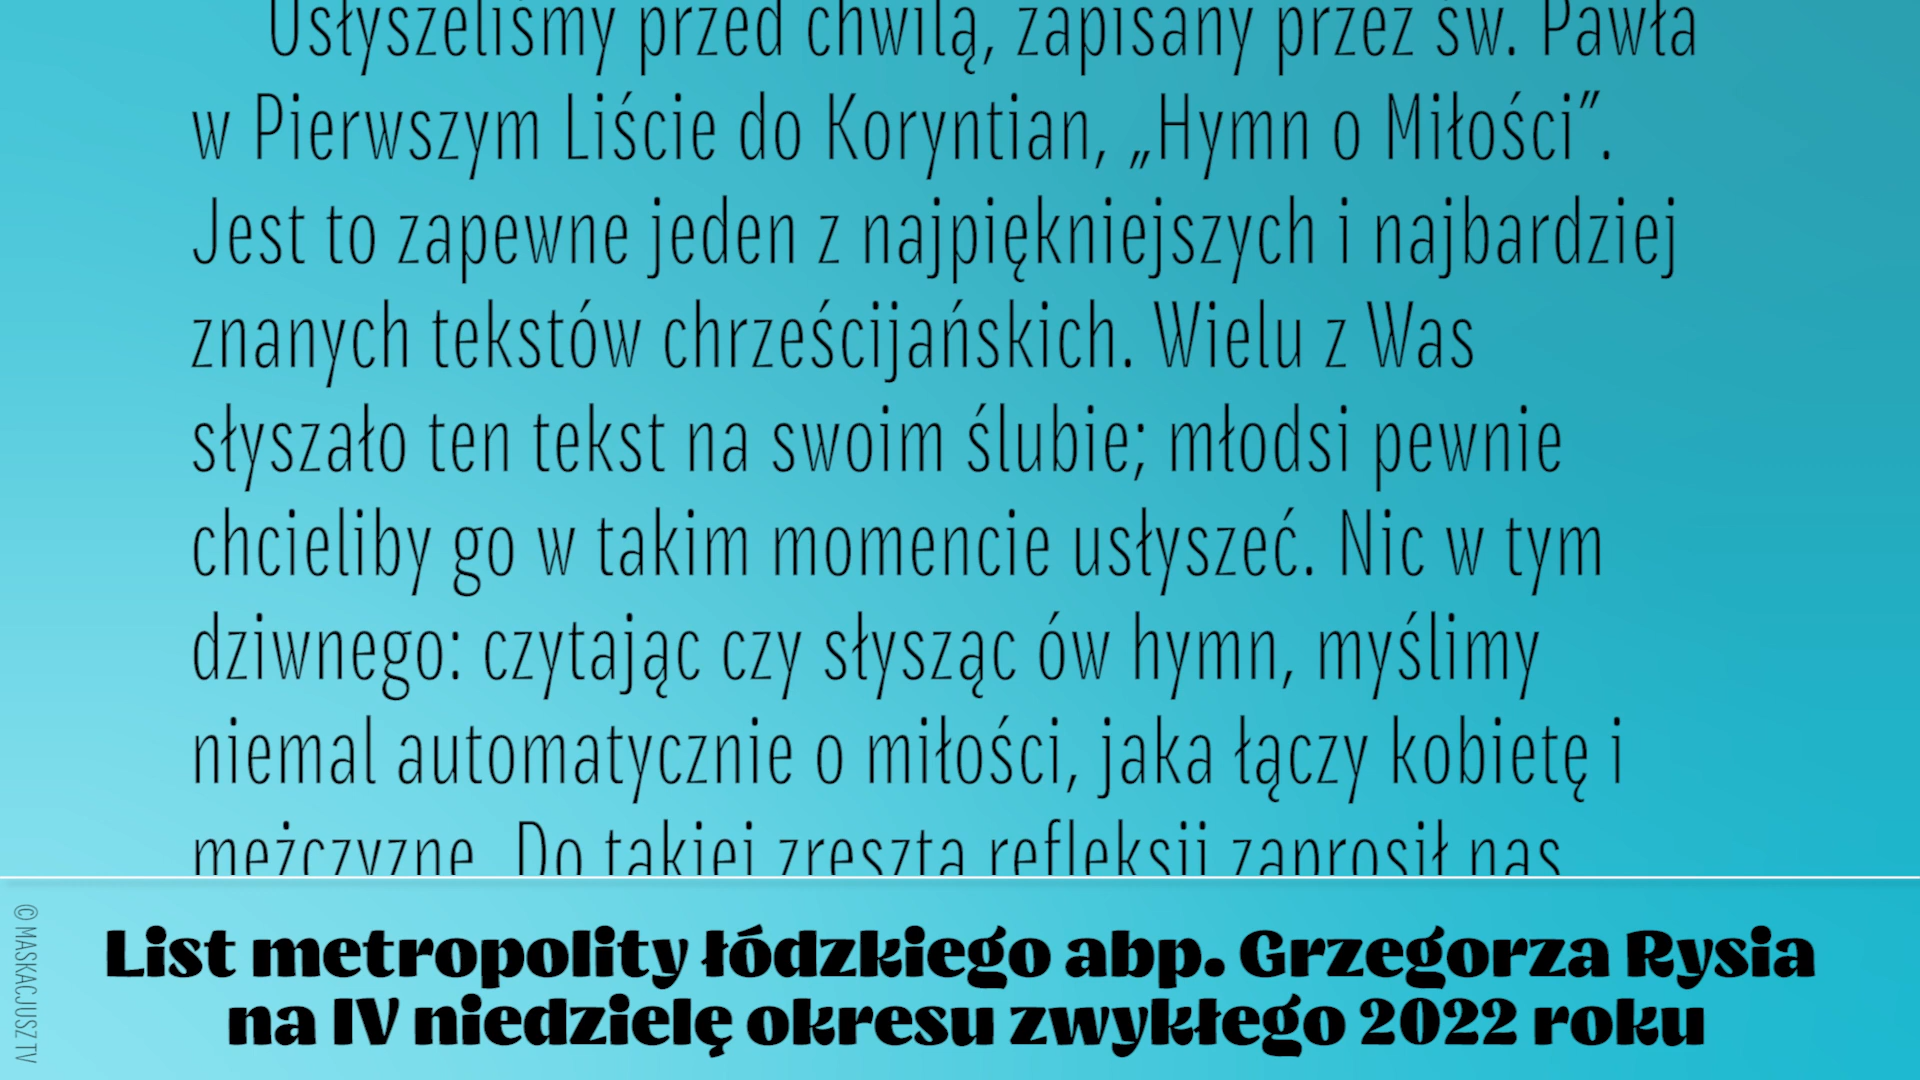 Usłyszeliśmy przed chwilą, zapisany przez św. Pawła
w Pierwszym Liście do Koryntian, „Hymn o Miłości”.
Jest to zapewne jeden z najpiękniejszych i najbardziej
znanych tekstów chrześcijańskich. Wielu z Was
słyszało ten tekst na swoim ślubie; młodsi pewnie
chcieliby go w takim momencie usłyszeć. Nic w tym
dziwnego: czytając czy słysząc ów hymn, myślimy
niemal automatycznie o miłości, jaka łączy kobietę i
mężczyznę. Do takiej zresztą refleksji zaprosił nas
List metropolity łódzkiego abp. Grzegorza Rysia
na IV niedzielę okresu zwykłego 2022 roku
© MASKACJUSZ TV